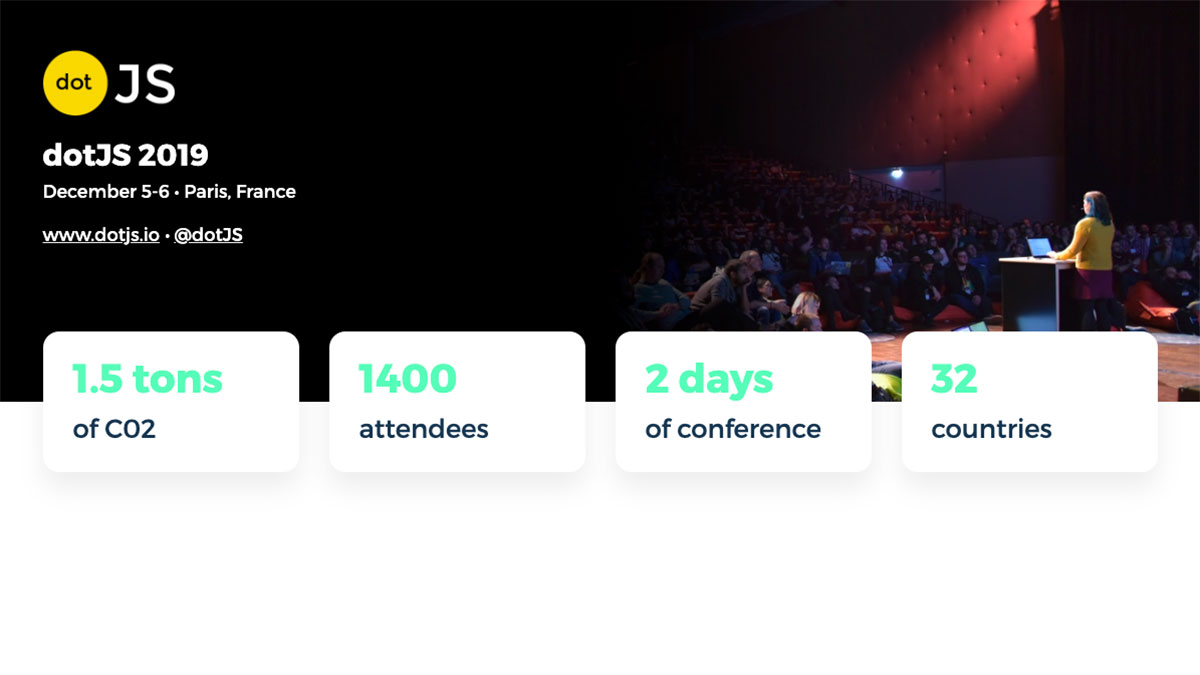 dot JS
dotJS 2019
December 5-6 • Paris, France
www.dotjs.io • @dotJS
1.5 tons
of C02
1400
attendees
2 days
of conference
32
countries